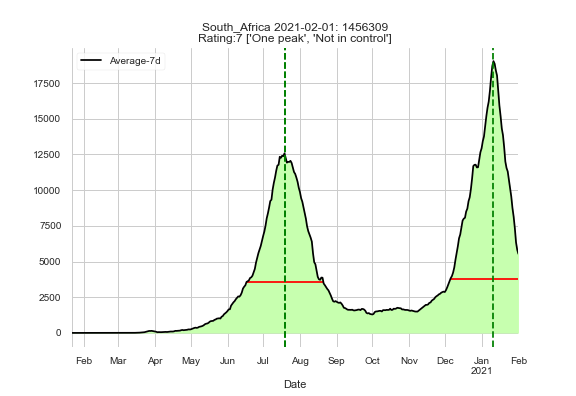 South_Africa 2021-02-01: 1456309
Rating:7 ['One peak', 'Not in control']
Average-7d
17500
15000
12500
10000
7500
5000
2500
0
Feb Mar Apr May Jun Jul Aug Sep Oct Nov Dec Jan Feb
2021
Date